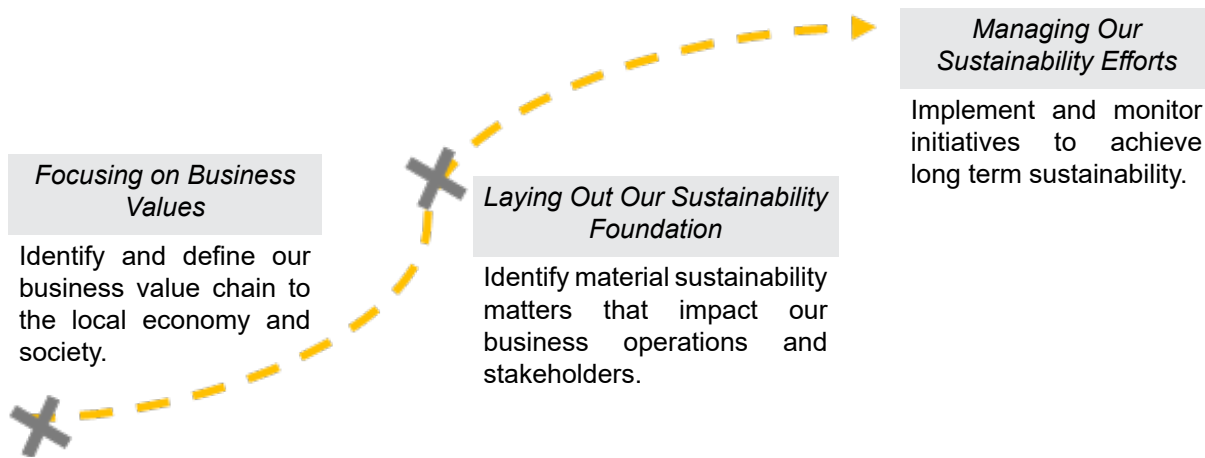 Focusing on Business
Values
Identify and define our
business value chain to
the local economy and
society.
Laying Out Our Sustainability
Foundation
Identify material sustainability
matters that impact our
business operations and
stakeholders.
Managing Our
Sustainability Efforts
Implement and monitor
initiatives to achieve
long term sustainability.